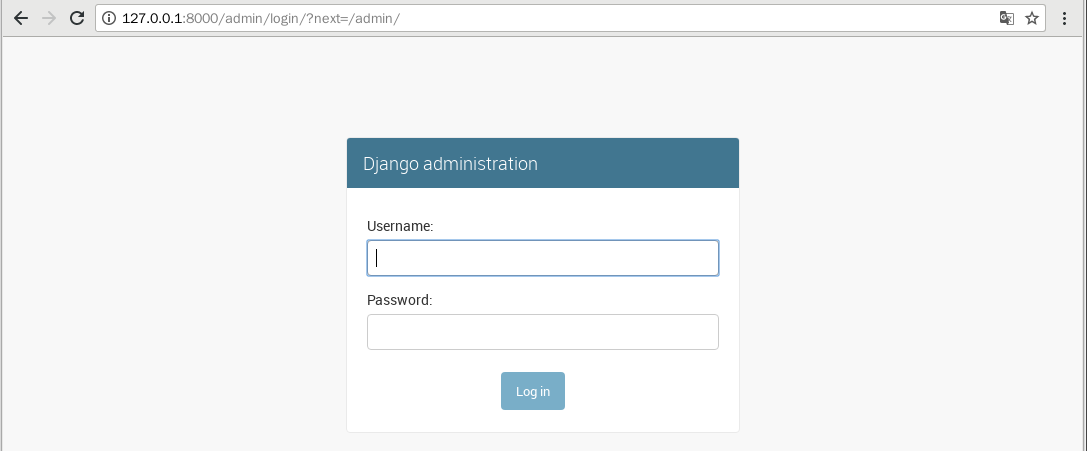 127.0.0.1:8000/admin/login/?next=/admin/
Django administration
Username:
Password:
Log in